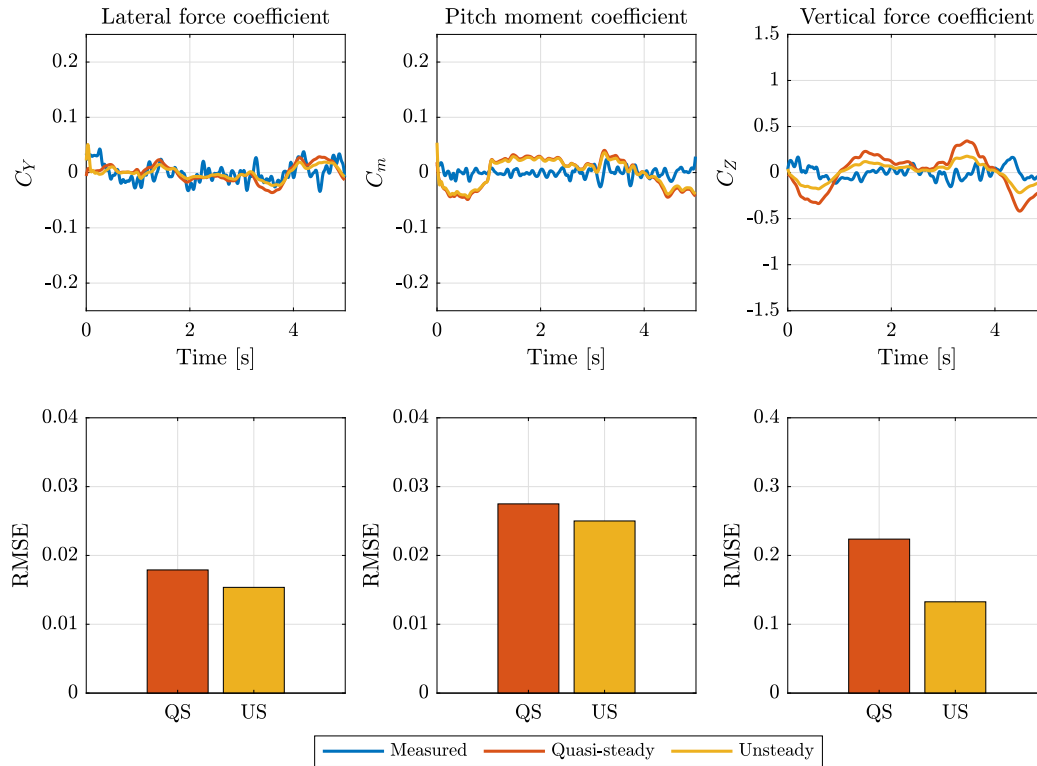 Lateral force coefficient
Pitch moment coefficient
Vertical force coefficient
0.2
0.1
0
-0.1
-0.2
C_Y
0
2
4
Time [s]
0.2
0.1
0
-0.1
-0.2
C_m
0
2
4
Time [s]
1.5
1
0.5
0
-0.5
-1
-1.5
C_Z
0
2
4
Time [s]
0.04
0.03
0.02
0.01
0
RMSE
QS
US
0.04
0.03
0.02
0.01
0
RMSE
QS
US
0.4
0.3
0.2
0.1
0
RMSE
QS
US
Measured
Quasi-steady
Unsteady